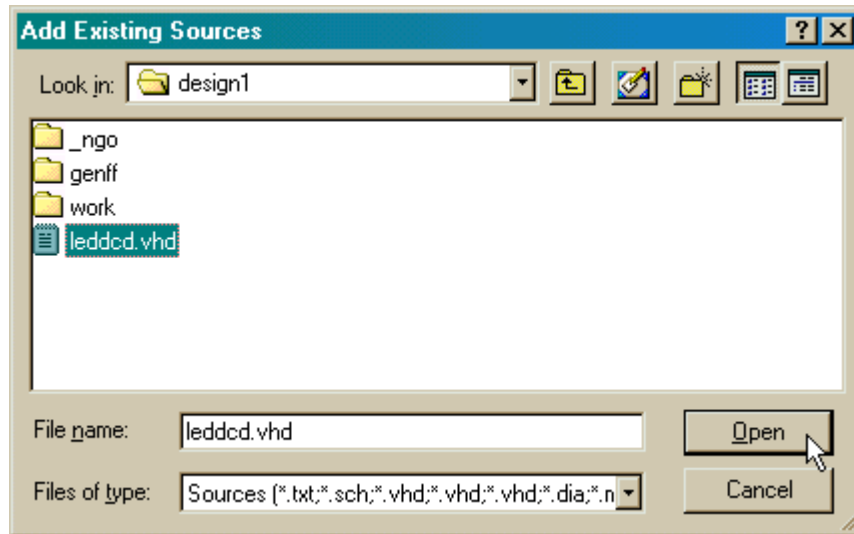 Add Existing Sources
Look in: design1
_ngo
genff
work
leddcd.vhd
File name: leddcd.vhd Open
Files of type: Sources (*.txt;*.sch;*.vhd;*.vhd;*.vhd;*.dia;*.n Cancel